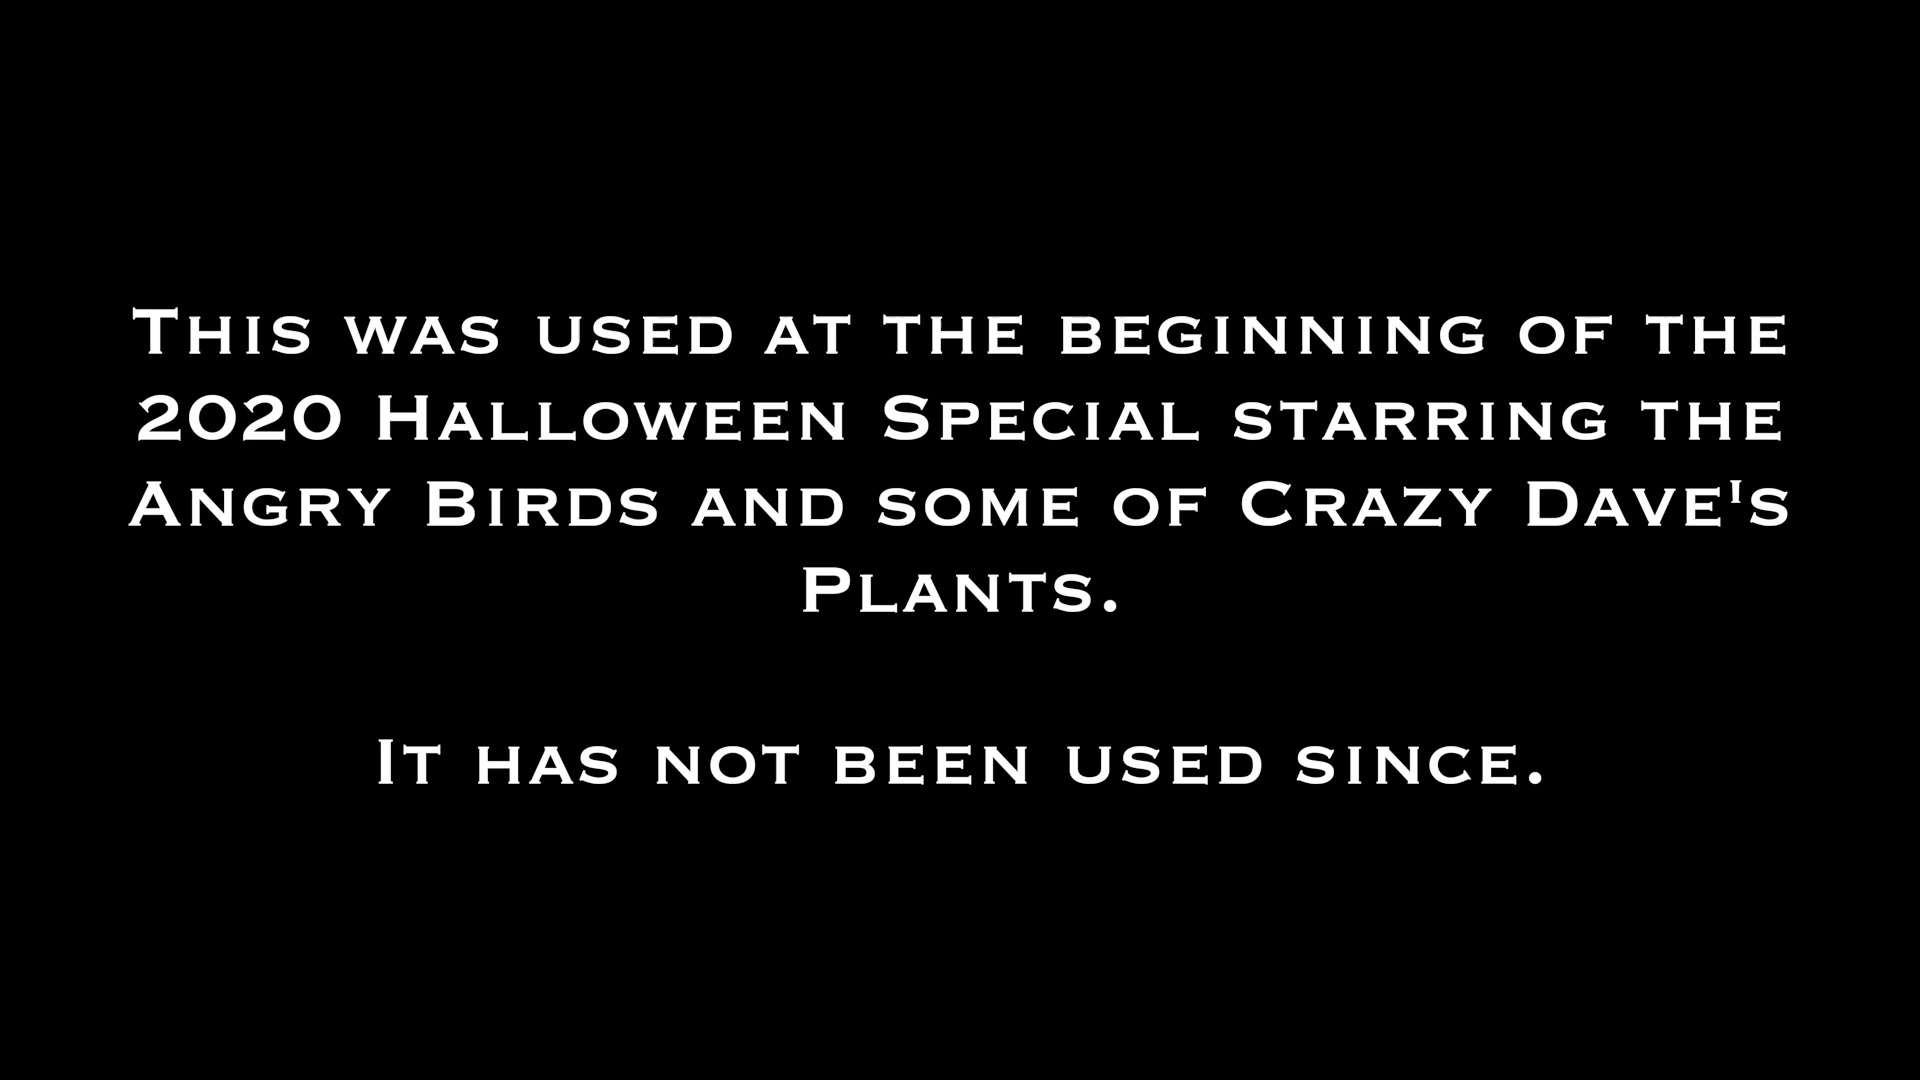 This was used at the beginning of the
2020 Halloween Special starring the
Angry Birds and some of Crazy Dave's
Plants.
It has not been used since.